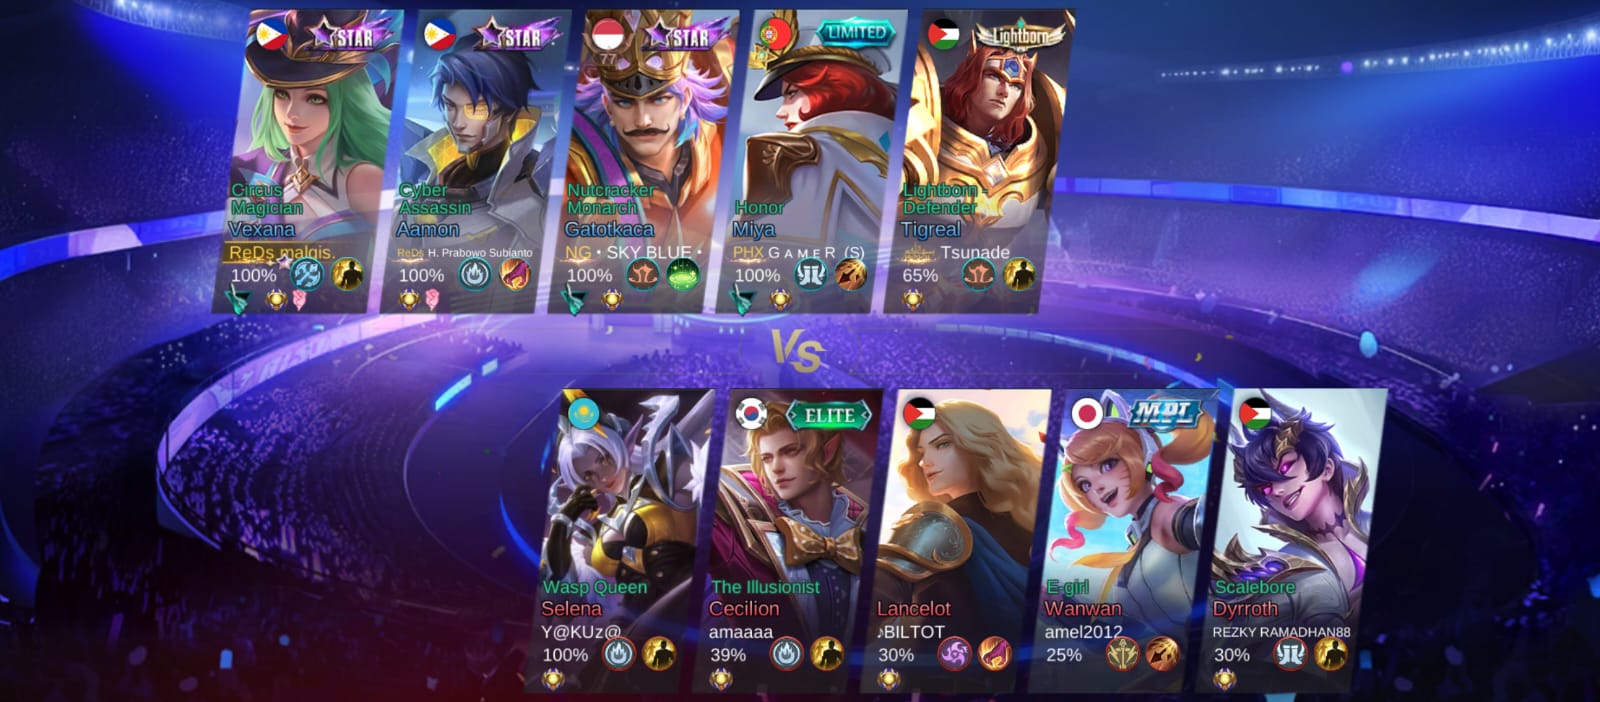 STAR
Circus
Magician
Vexana
ReDs malgis.
100%
STAR
Cyber
Assassin
Aamon
ReDs H. Prabowo Subianto
100%
STAR
77
Nutcracker
Monarch
Gatotkaca
NG • SKY BLUE •
100%
LIMITED
Honor
Miya
PHX GAMER (S)
100%
Lightborn
Lightborn -
Defender
Tigreal
Tsunade
65%
VS
Wasp Queen
Selena
Y@KUz@
100%
ELITE
The Illusionist
Cecilion
amaaaa
39%
Lancelot
♪BILTOT
30%
MPL
E-girl
Wanwan
amel2012
25%
Scalebore
Dyrroth
REZKY RAMADHAN88
30%